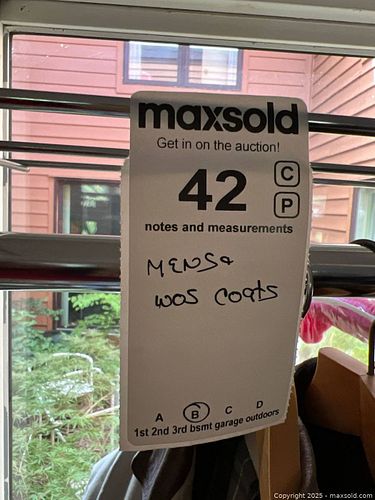 maxsold
Get in on the auction!
42
C
P
notes and measurements
MENS &
WOS COATS
A B C D
1st 2nd 3rd bsmt garage outdoors
Copyright 2025 - maxsold.com